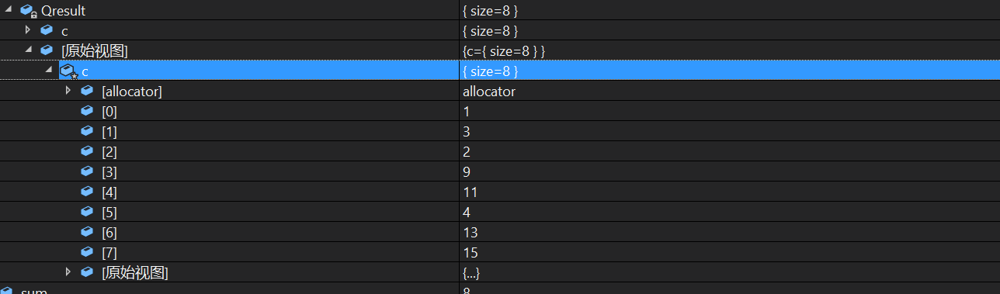 Qresult { size=8 }
c { size=8 }
[原始视图] {c={ size=8 } }
c { size=8 }
[allocator] allocator
[0] 1
[1] 3
[2] 2
[3] 9
[4] 11
[5] 4
[6] 13
[7] 15
[原始视图] {...}
sum 8